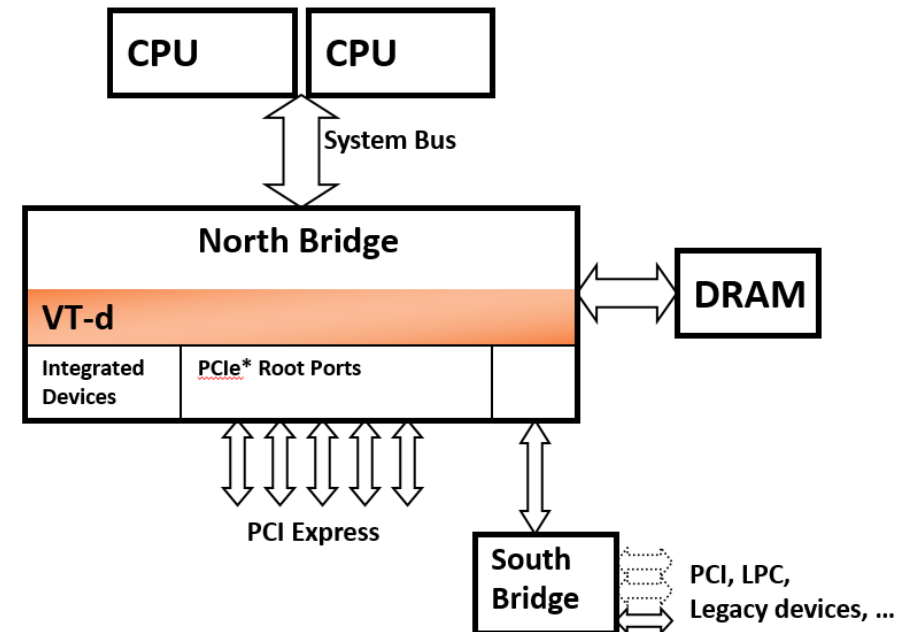 CPU
CPU
System Bus
North Bridge
VT-d
DRAM
Integrated
Devices
PCIe* Root Ports
PCI Express
South
Bridge
PCI, LPC,
Legacy devices, ...